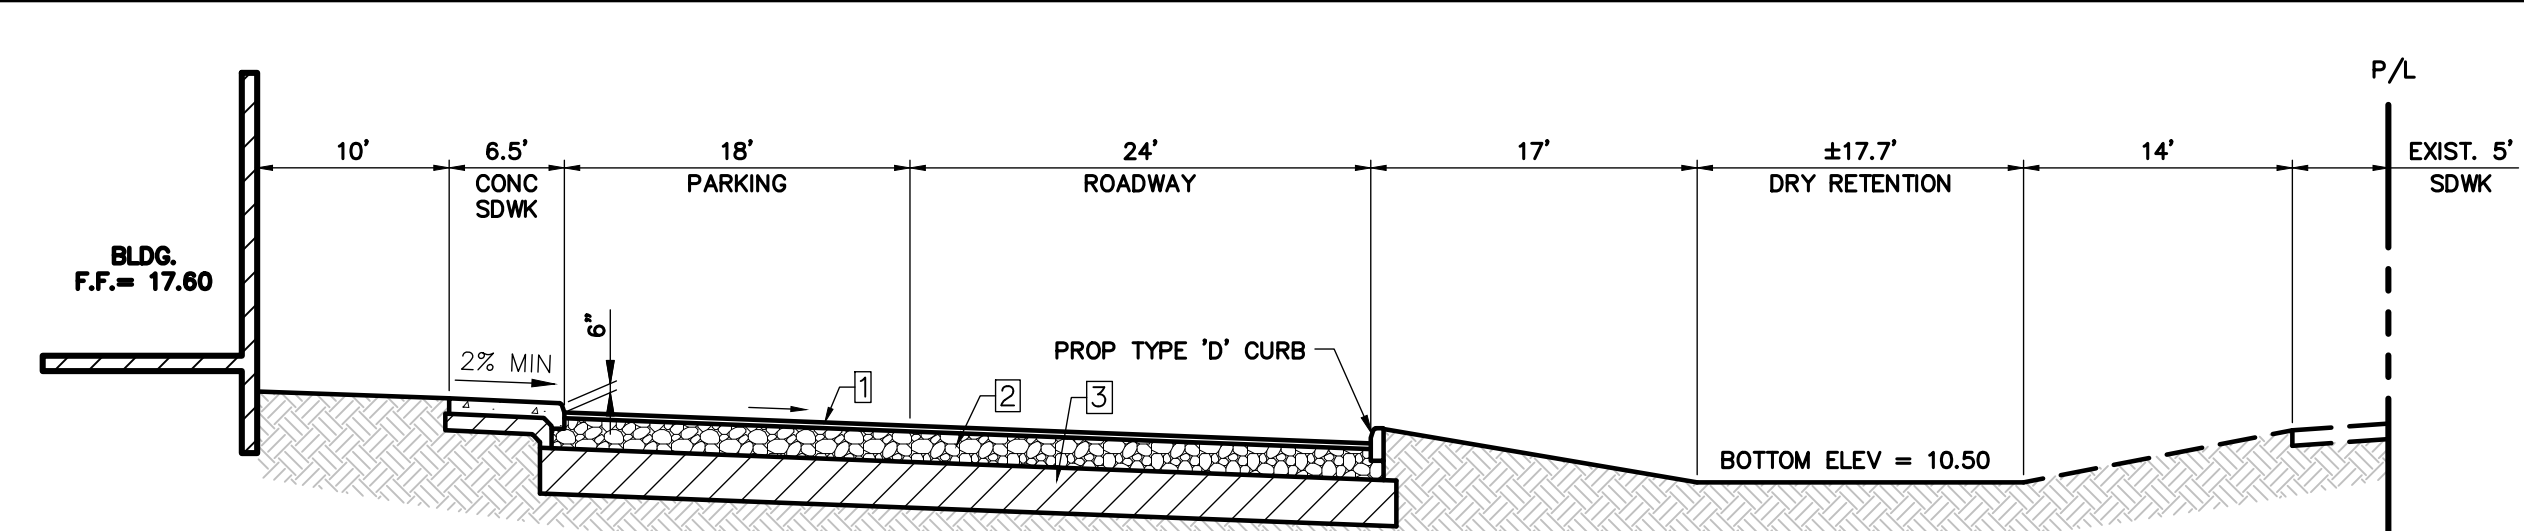 P/L
10’
6.5’
18’
24’
17’
±17.7’
14’
EXIST. 5’
CONC
SDWK
PARKING
ROADWAY
DRY RETENTION
SDWK
BLDG.
F.F.= 17.60
6”
2% MIN
PROP TYPE 'D' CURB
1
2
3
BOTTOM ELEV = 10.50